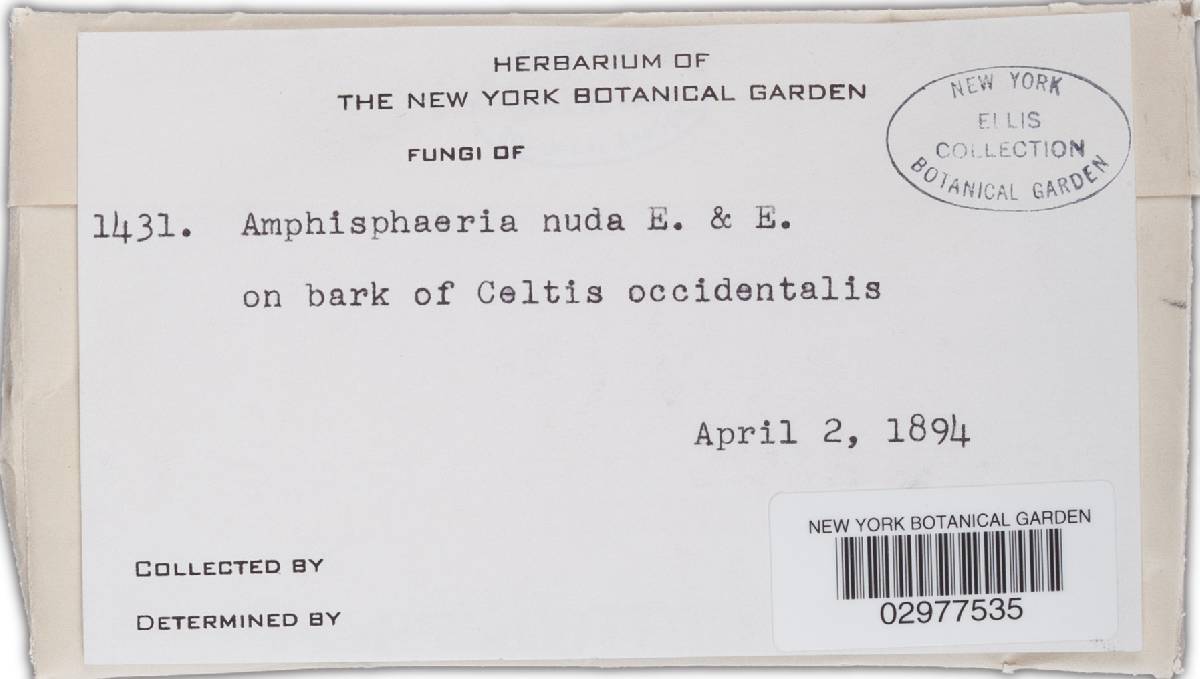 HERBARIUM OF
THE NEW YORK BOTANICAL GARDEN
FUNGI OF
NEW YORK
ELLIS
COLLECTION
BOTANICAL GARDEN
1431. Amphisphaeria nuda E. & E.
on bark of Celtis occidentalis
April 2, 1894
NEW YORK BOTANICAL GARDEN
02977535
COLLECTED BY
DETERMINED BY